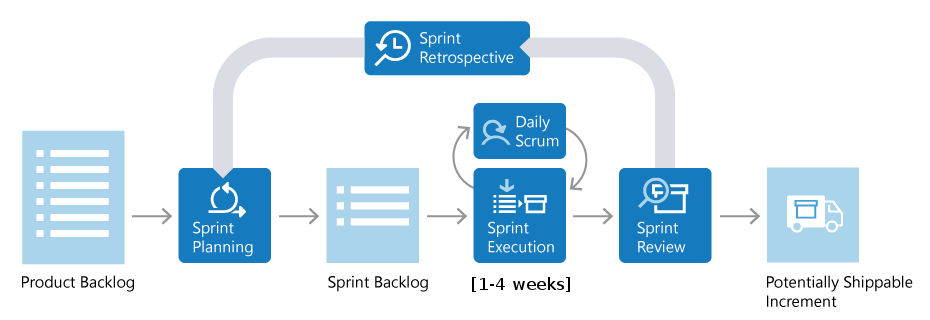 Sprint
Retrospective
Daily
Scrum
Sprint
Planning
Sprint
Execution
Sprint
Review
Product Backlog
Sprint Backlog
[1-4 weeks]
Potentially Shippable
Increment